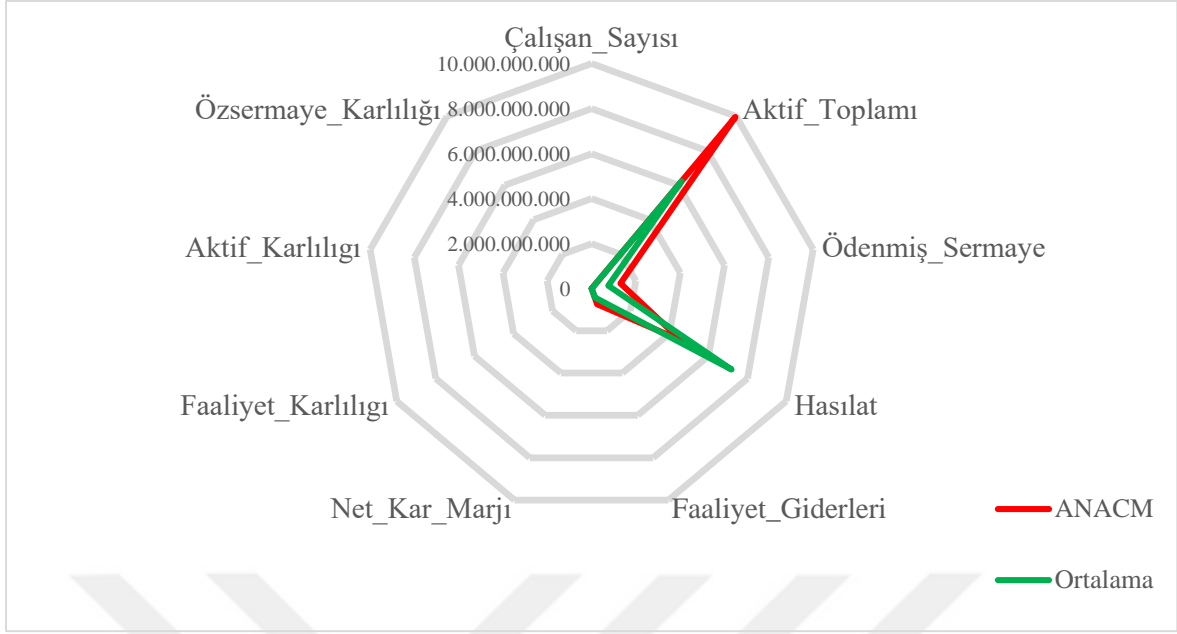 Çalışan_Sayısı
10.000.000.000
Özsermaye_Karlılığı
8.000.000.000
Aktif_Toplamı
6.000.000.000
4.000.000.000
Aktif_Karlılıgı
2.000.000.000
Ödenmiş_Sermaye
0
Faaliyet_Karlılıgı
Hasılat
Net_Kar_Marjı
Faaliyet_Giderleri
ANACM
Ortalama